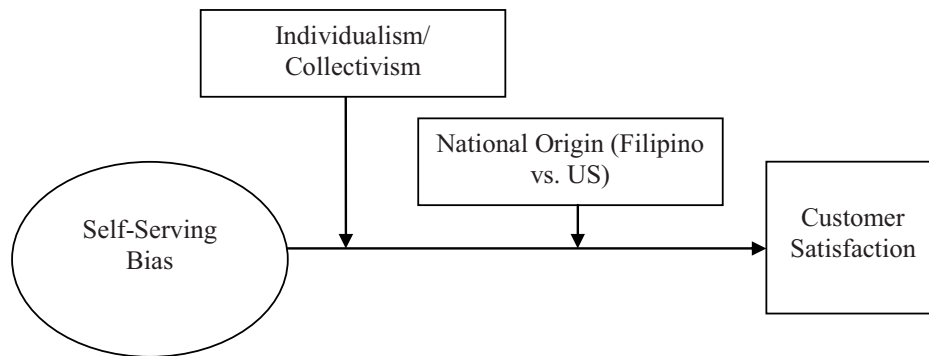 Individualism/
Collectivism
National Origin (Filipino
vs. US)
Self-Serving
Bias
Customer
Satisfaction